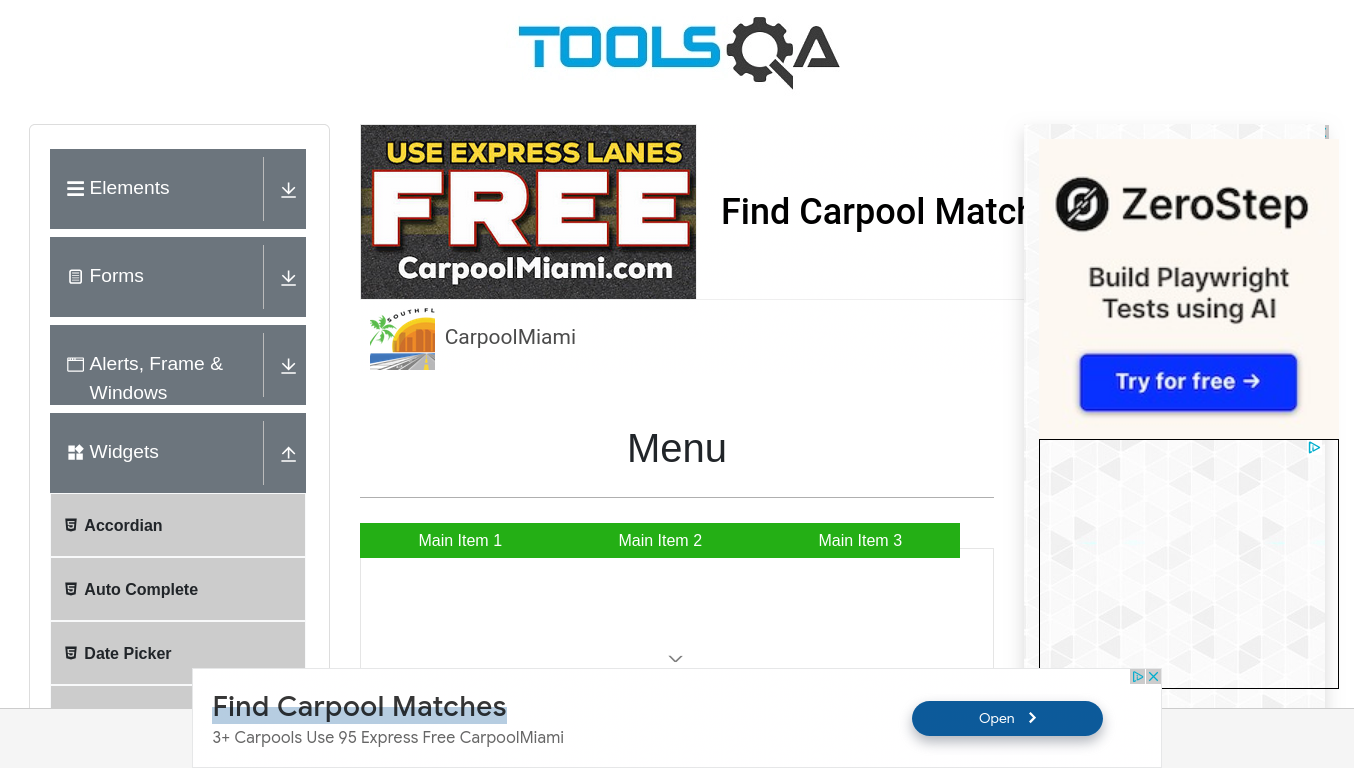 TOOLSQA
Elements
Forms
Alerts, Frame &
Windows
Widgets
Accordian
Auto Complete
Date Picker
USE EXPRESS LANES
FREE
CarpoolMiami.com
Find Carpool Match
SOUTH FL
CarpoolMiami
Menu
Main Item 1
Main Item 2
Main Item 3
ZeroStep
Build Playwright
Tests using AI
Try for free →
Find Carpool Matches
3+ Carpools Use 95 Express Free CarpoolMiami
Open